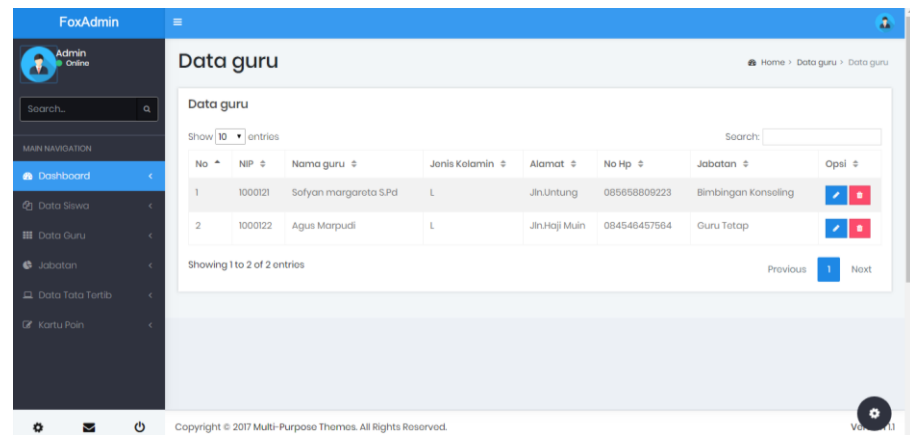 FoxAdmin
Admin
Online
Search...
MAIN NAVIGATION
Dashboard
Data Siswa
Data Guru
Jabatan
Data Tata Tertib
Kartu Poin
Data guru
Home > Data guru > Data guru
Data guru
Show 10 entries
Search:
No NIP Nama guru Jenis Kelamin Alamat No Hp Jabatan Opsi
1 1000121 Sofyan margarata S.Pd L Jln.Untung 085658809223 Bimbingan Konseling
2 1000122 Agus Marpudi L Jln.Haji Muin 084546457564 Guru Tetap
Showing 1 to 2 of 2 entries
Previous 1 Next
Copyright © 2017 Multi-Purpose Themes. All Rights Reserved.